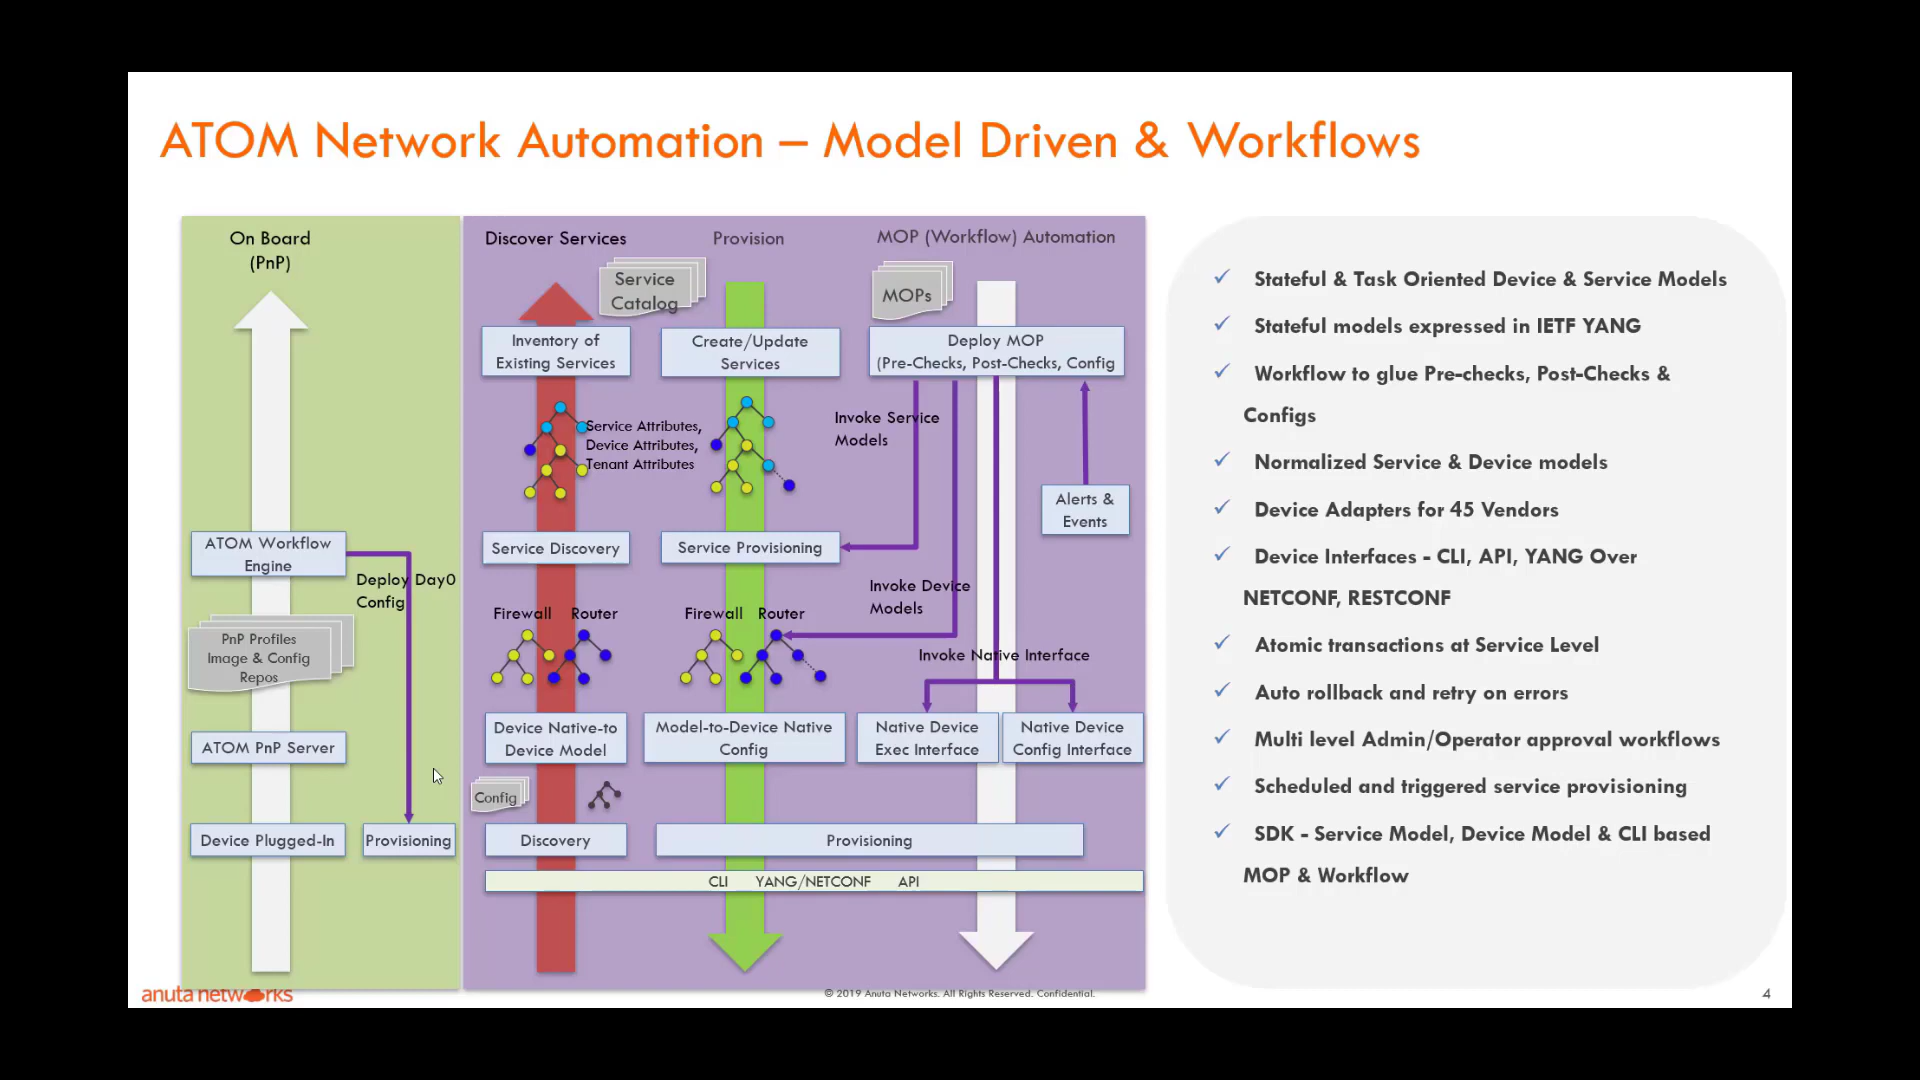 ATOM Network Automation – Model Driven & Workflows
On Board
(PnP)
ATOM Workflow
Engine
Deploy Day0
Config
PnP Profiles
Image & Config
Repos
ATOM PnP Server
Device Plugged-In
Provisioning
Discover Services
Service
Catalog
Inventory of
Existing Services
Service Attributes,
Device Attributes,
Tenant Attributes
Service Discovery
Firewall Router
Device Native-to
Device Model
Config
Discovery
Provision
Create/Update
Services
Service Provisioning
Firewall Router
Model-to-Device Native
Config
MOP (Workflow) Automation
MOPs
Deploy MOP
(Pre-Checks, Post-Checks, Config
Invoke Service
Models
Alerts &
Events
Invoke Device
Models
Invoke Native Interface
Native Device
Exec Interface
Native Device
Config Interface
Provisioning
CLI YANG/NETCONF API
✓ Stateful & Task Oriented Device & Service Models
✓ Stateful models expressed in IETF YANG
✓ Workflow to glue Pre-checks, Post-Checks &
Configs
✓ Normalized Service & Device models
✓ Device Adapters for 45 Vendors
✓ Device Interfaces - CLI, API, YANG Over
NETCONF, RESTCONF
✓ Atomic transactions at Service Level
✓ Auto rollback and retry on errors
✓ Multi level Admin/Operator approval workflows
✓ Scheduled and triggered service provisioning
✓ SDK - Service Model, Device Model & CLI based
MOP & Workflow
anuta networks
© 2019 Anuta Networks. All Rights Reserved. Confidential.
4